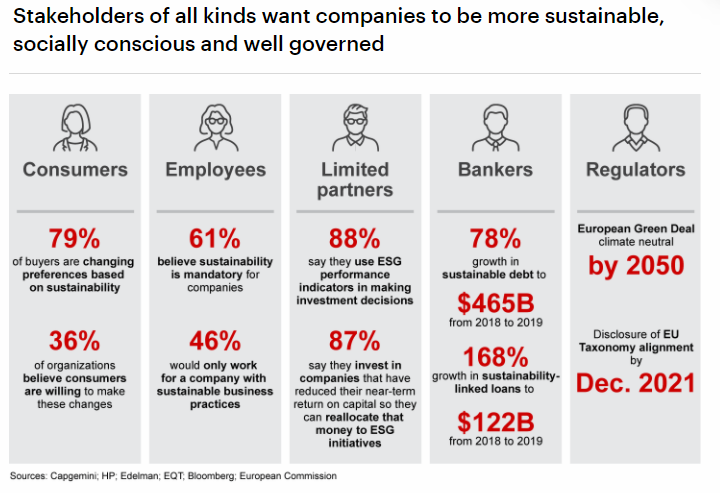 Stakeholders of all kinds want companies to be more sustainable,
socially conscious and well governed
Consumers
79%
of buyers are changing
preferences based
on sustainability
36%
of organizations
believe consumers
are willing to make
these changes
Employees
61%
believe sustainability
is mandatory for
companies
46%
would only work
for a company with
sustainable business
practices
Limited
partners
88%
say they use ESG
performance
indicators in making
investment decisions
87%
say they invest in
companies that have
reduced their near-term
return on capital so they
can reallocate that
money to ESG
initiatives
Bankers
78%
growth in
sustainable debt to
$465B
from 2018 to 2019
168%
growth in sustainability-
linked loans to
$122B
from 2018 to 2019
Regulators
European Green Deal
climate neutral
by 2050
Disclosure of EU
Taxonomy alignment
by
Dec. 2021
Sources: Capgemini; HP; Edelman; EQT; Bloomberg; European Commission